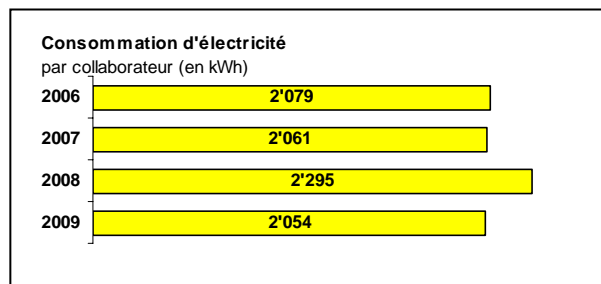 Consommation d'électricité
par collaborateur (en kWh)
2006 2'079
2007 2'061
2008 2'295
2009 2'054